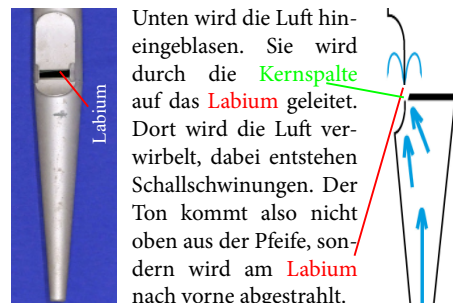 Labium
Unten wird die Luft hin-
eingeblasen. Sie wird
durch die Kernspalte
auf das Labium geleitet.
Dort wird die Luft ver-
wirbelt, dabei entstehen
Schallschwinungen. Der
Ton kommt also nicht
oben aus der Pfeife, son-
dern wird am Labium
nach vorne abgestrahlt.